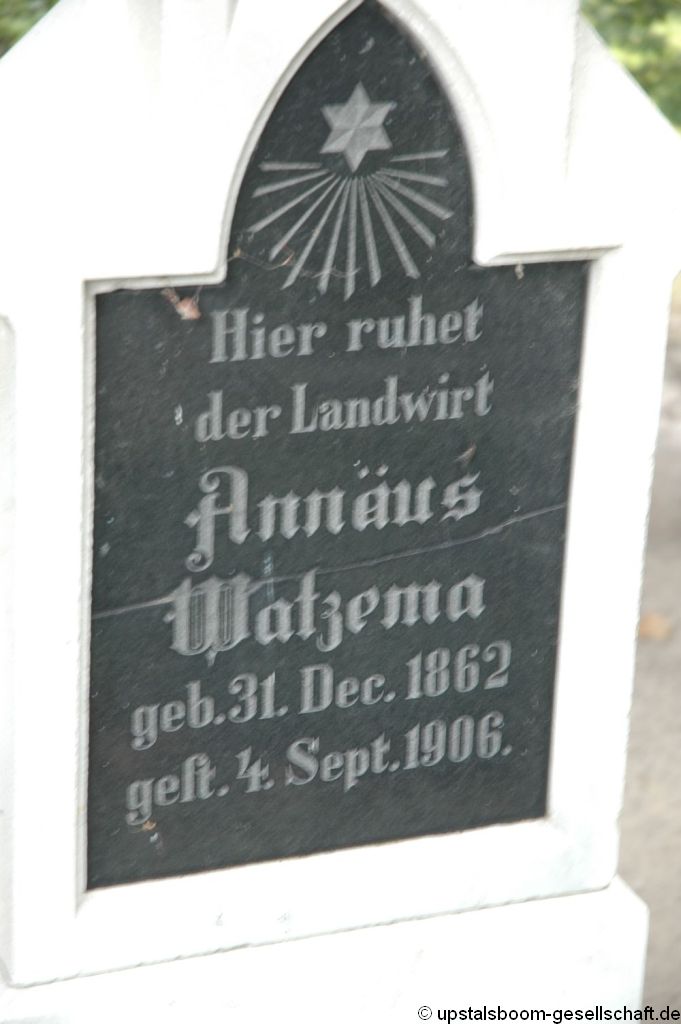 Hier ruhet
der Landwirt
Annäus
Watzema
geb. 31. Dec. 1862
gest. 4. Sept. 1906.
© upstalsboom-gesellschaft.de